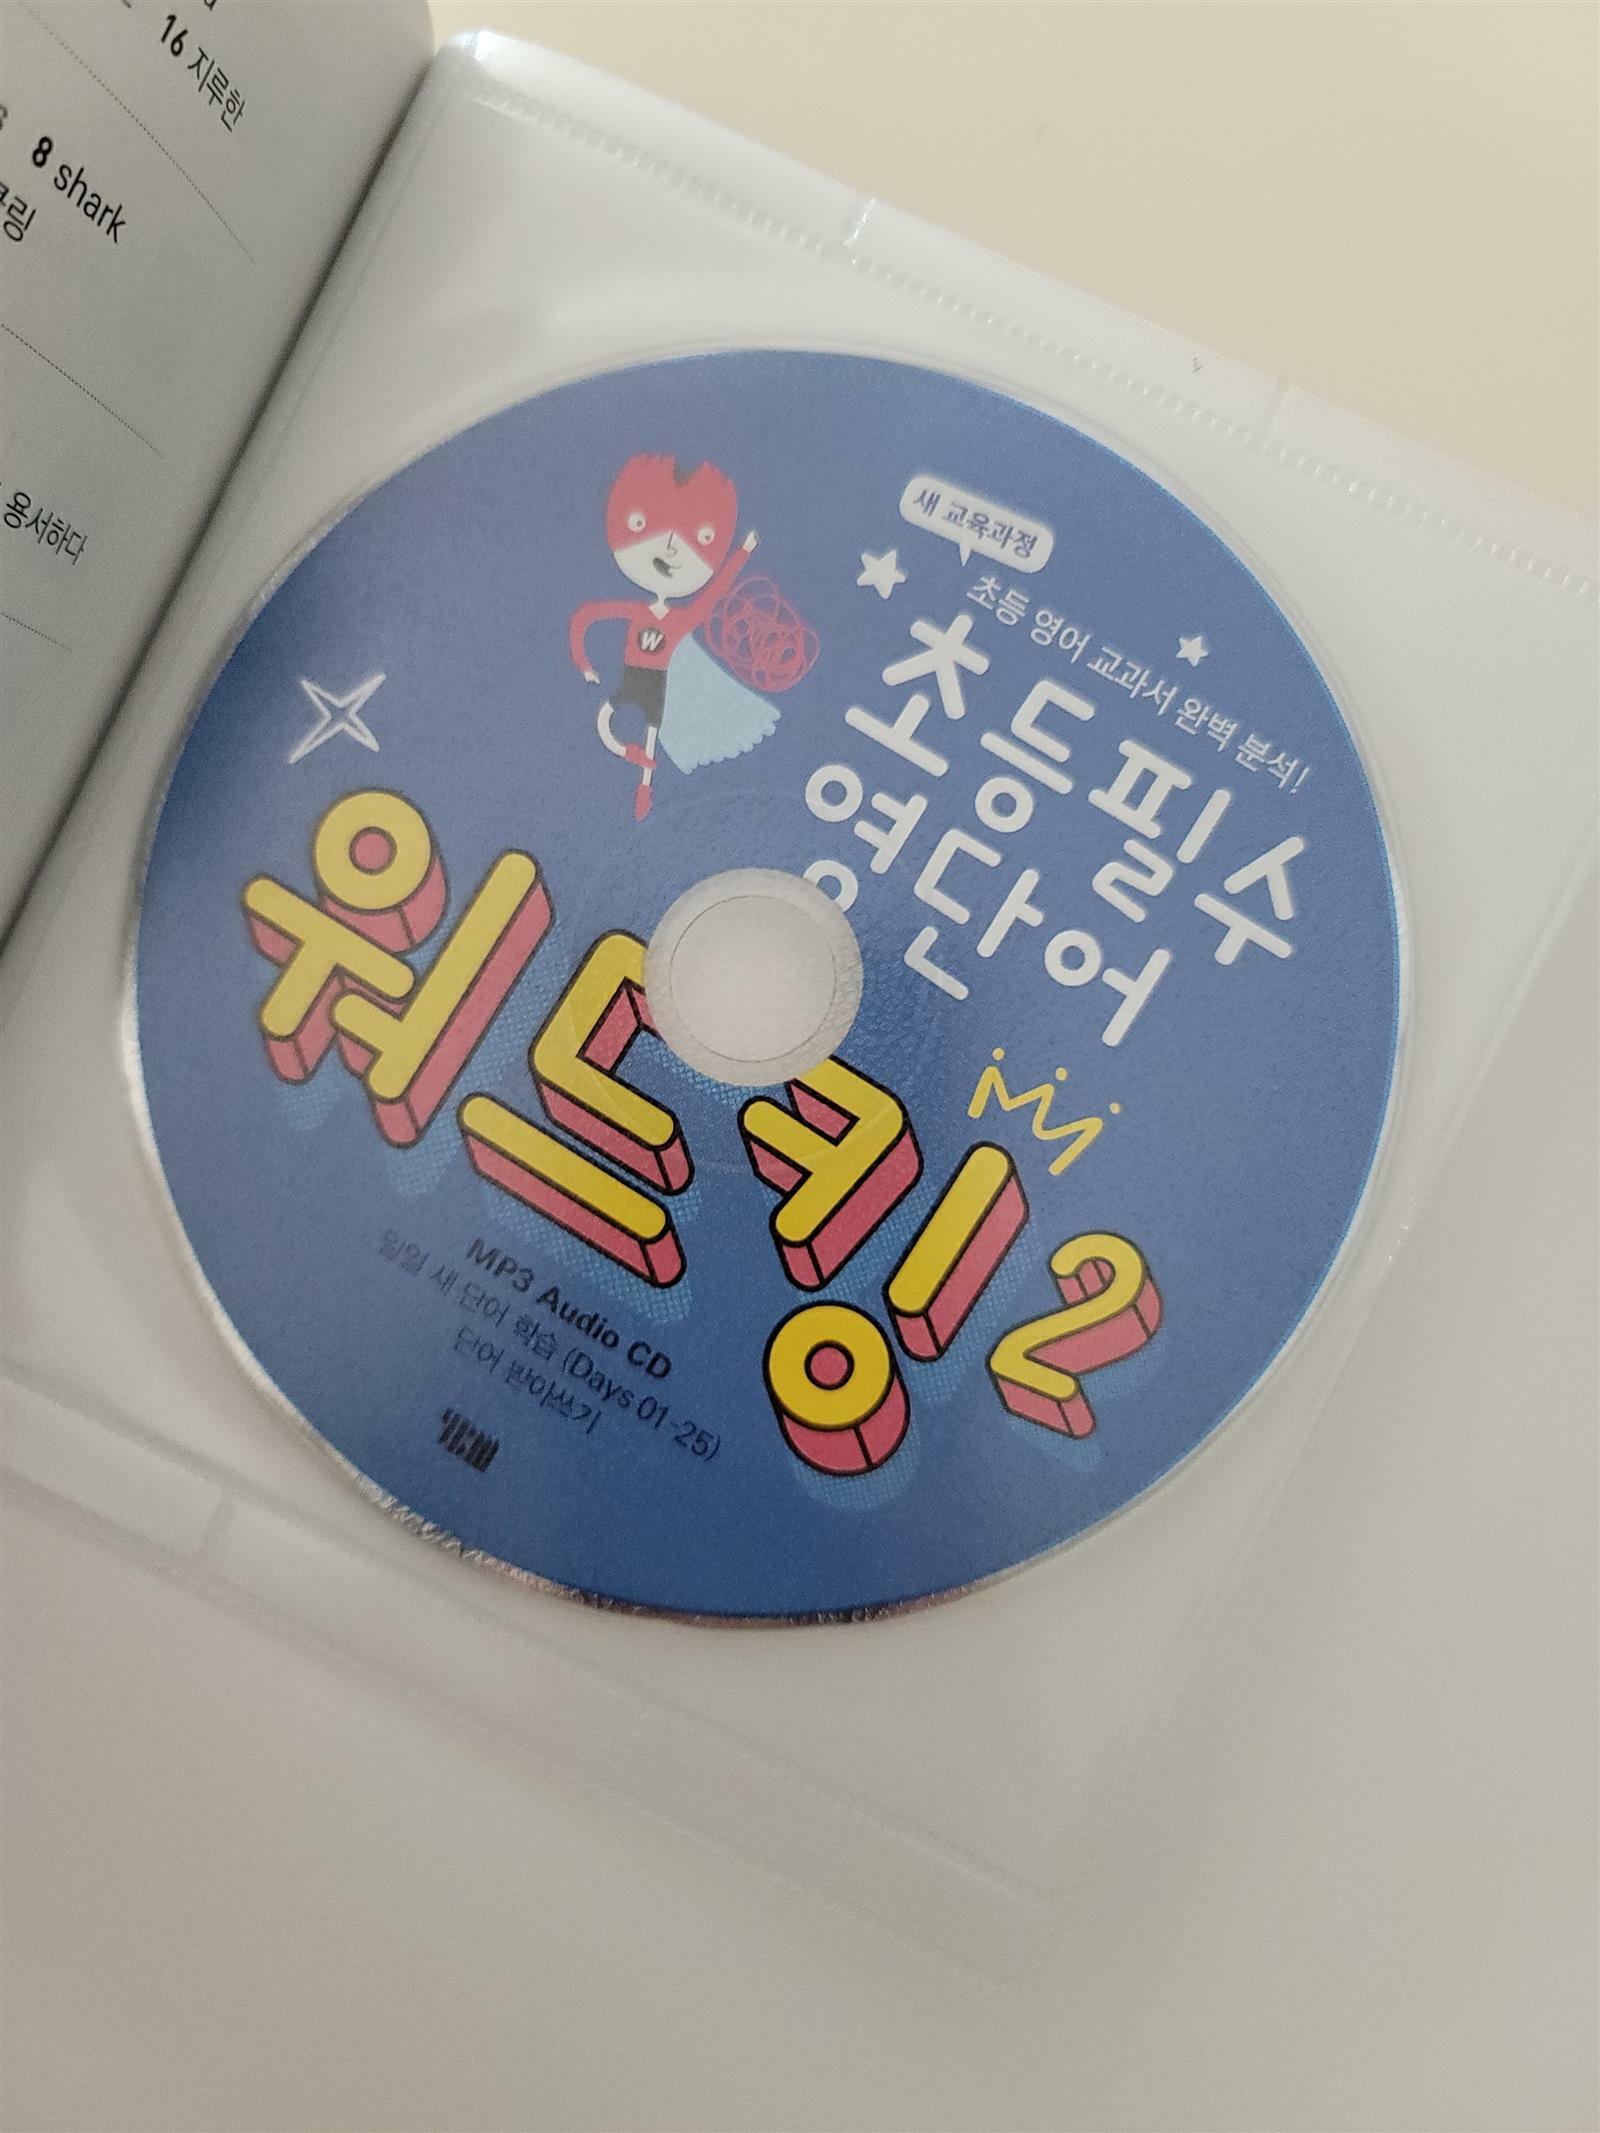 16 지루한
8 shark
용서하다
새 교육과정
초등 영어 교과서 완벽 분석!
초등필수
영단어
W
워드킹2
MP3 Audio CD
일일 새 단어 학습 (Days 01-25)
단어 받아쓰기
YBM